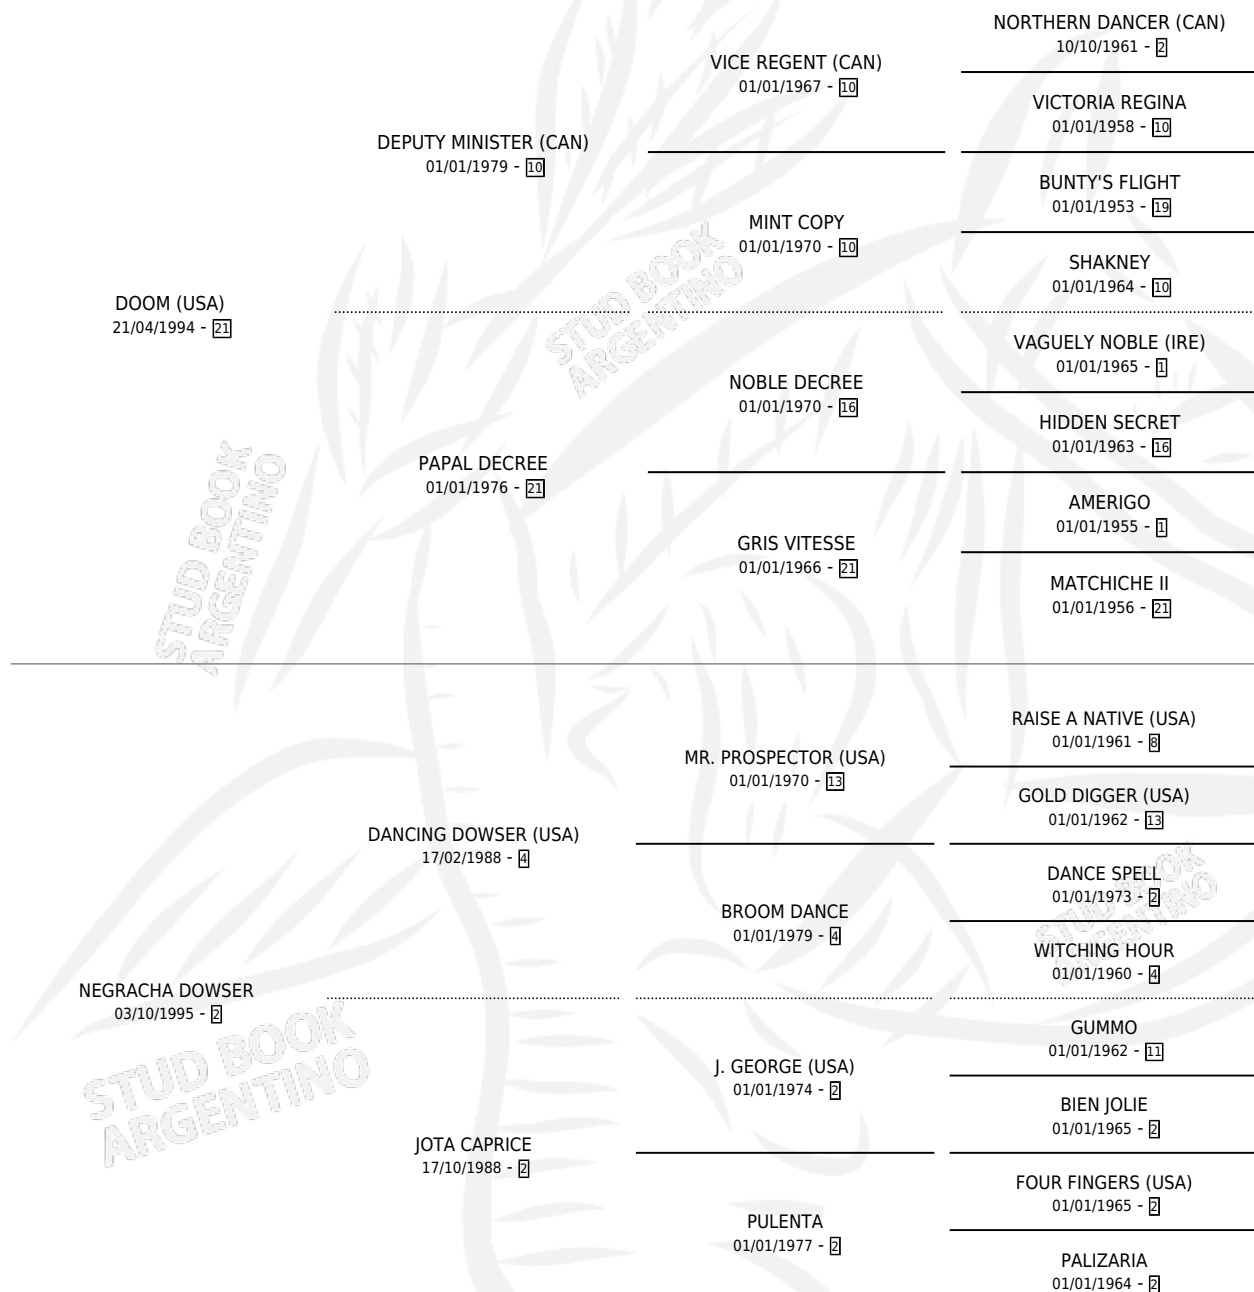 NORTHERN DANCER (CAN)
10/10/1961 - 2
VICE REGENT (CAN)
01/01/1967 - 10
VICTORIA REGINA
01/01/1958 - 10
DEPUTY MINISTER (CAN)
01/01/1979 - 10
BUNTY'S FLIGHT
01/01/1953 - 19
MINT COPY
01/01/1970 - 10
SHAKNEY
01/01/1964 - 10
DOOM (USA)
21/04/1994 - 21
VAGUELY NOBLE (IRE)
01/01/1965 - 1
NOBLE DECREE
01/01/1970 - 16
HIDDEN SECRET
01/01/1963 - 16
PAPAL DECREE
01/01/1976 - 21
AMERIGO
01/01/1955 - 1
GRIS VITESSE
01/01/1966 - 21
MATCHICHE II
01/01/1956 - 21
RAISE A NATIVE (USA)
01/01/1961 - 8
MR. PROSPECTOR (USA)
01/01/1970 - 13
GOLD DIGGER (USA)
01/01/1962 - 13
DANCING DOWSER (USA)
17/02/1988 - 4
DANCE SPELL
01/01/1973 - 2
BROOM DANCE
01/01/1979 - 4
WITCHING HOUR
01/01/1960 - 4
NEGRACHA DOWSER
03/10/1995 - 2
GUMMO
01/01/1962 - 11
J. GEORGE (USA)
01/01/1974 - 2
BIEN JOLIE
01/01/1965 - 2
JOTA CAPRICE
17/10/1988 - 2
FOUR FINGERS (USA)
01/01/1965 - 2
PULENTA
01/01/1977 - 2
PALIZARIA
01/01/1964 - 2
STUD BOOK
ARGENTINO
STUD BOOK
ARGENTINO
STUD BOOK
ARGENTINO
STUD BOOK
ARGENTINO